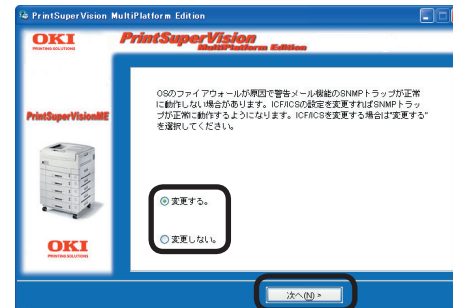 PrintSuperVision MultiPlatform Edition
OKI
PRINTING SOLUTIONS
PrintSuperVision
MultiPlatform Edition
OSのファイアウォールが原因で警告メール機能のSNMPトラップが正常
に動作しない場合があります。ICF/ICSの設定を変更すればSNMPトラッ
プが正常に動作するようになります。ICF/ICSを変更する場合は"変更する"
を選択してください。
PrintSuperVisionME
変更する。
変更しない。
OKI
PRINTING SOLUTIONS
次へ(N) >